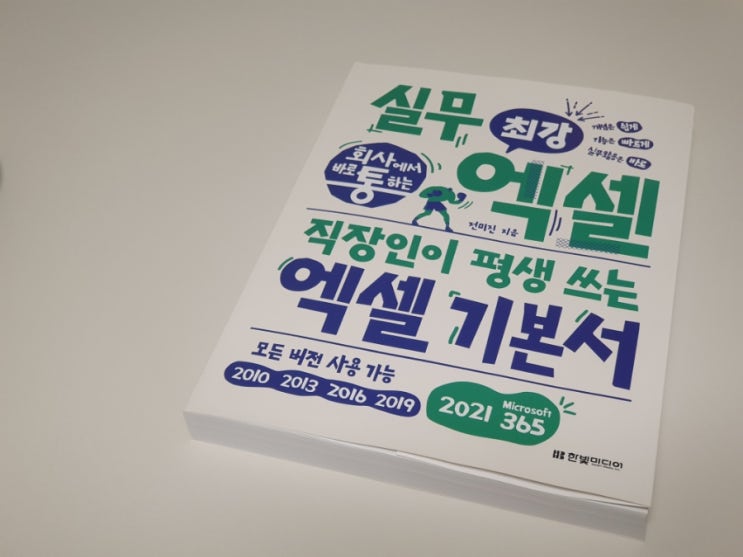 회사에서
바로 통 하는
실무 최강
엑셀
개념은 쉽게
기능은 빠르게
실무활용은 바로
전미진 지음
직장인이 평생 쓰는
엑셀 기본서
모든 버전 사용 가능
2010 2013 2016 2019
2021 Microsoft 365
한빛미디어